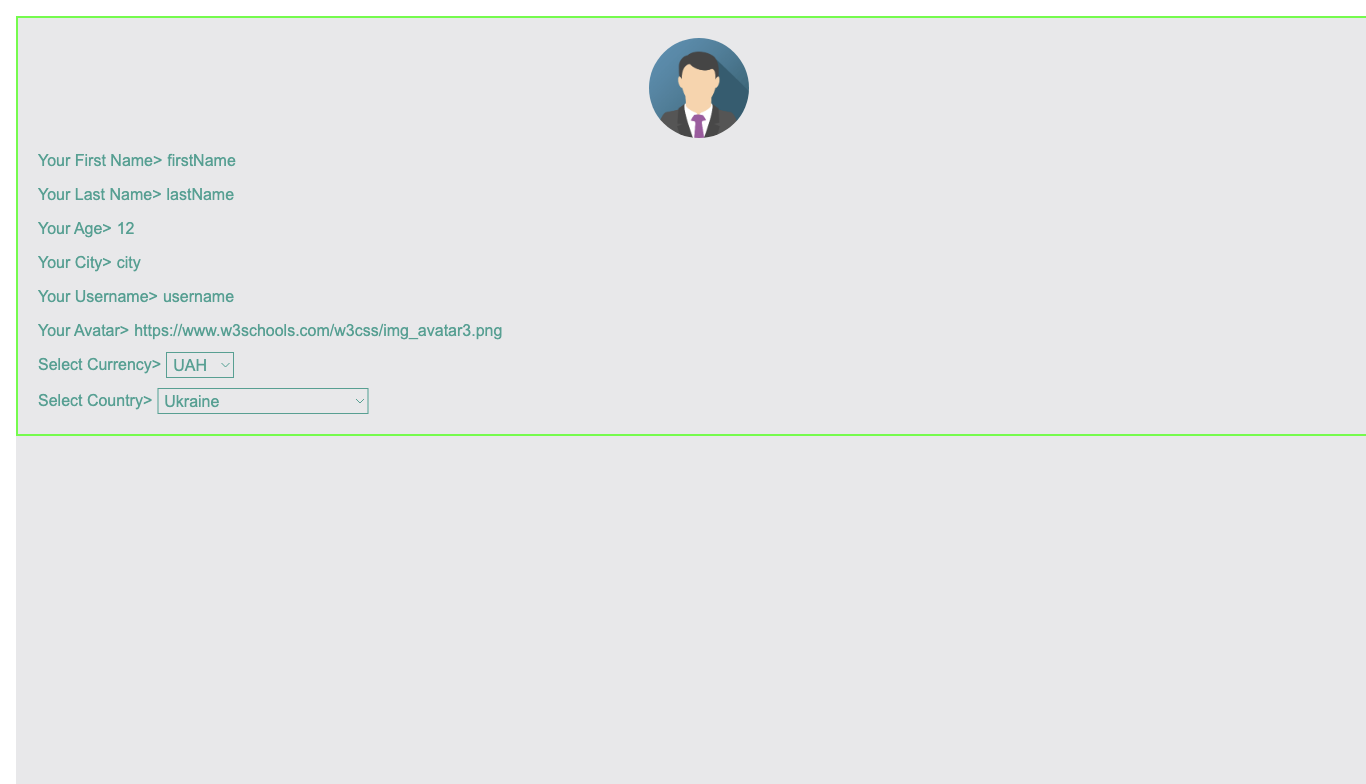 Your First Name> firstName
Your Last Name> lastName
Your Age> 12
Your City> city
Your Username> username
Your Avatar> https://www.w3schools.com/w3css/img_avatar3.png
Select Currency> UAH
Select Country> Ukraine